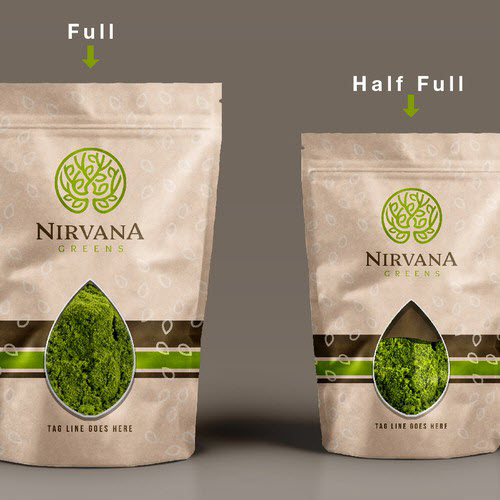 Full
Half Full
NIRVANA
GREENS
TAG LINE GOES HERE
NIRVANA
GREENS
TAG LINE GOES HERE